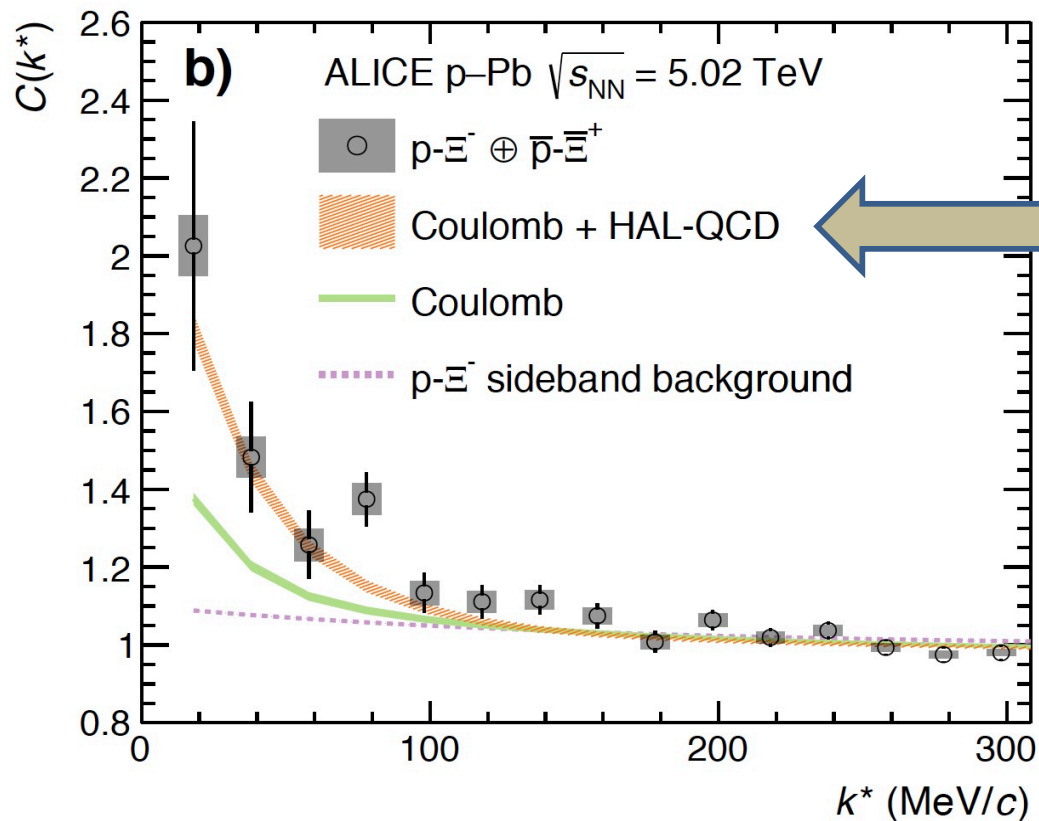 C(k*)
2.6
2.4
2.2
2
1.8
1.6
1.4
1.2
1
0.8
b)
ALICE p–Pb √sNN = 5.02 TeV
p-Ξ⁻ ⊕ p̅-Ξ̅⁺
Coulomb + HAL-QCD
Coulomb
p-Ξ⁻ sideband background
0 100 200 300
k* (MeV/c)